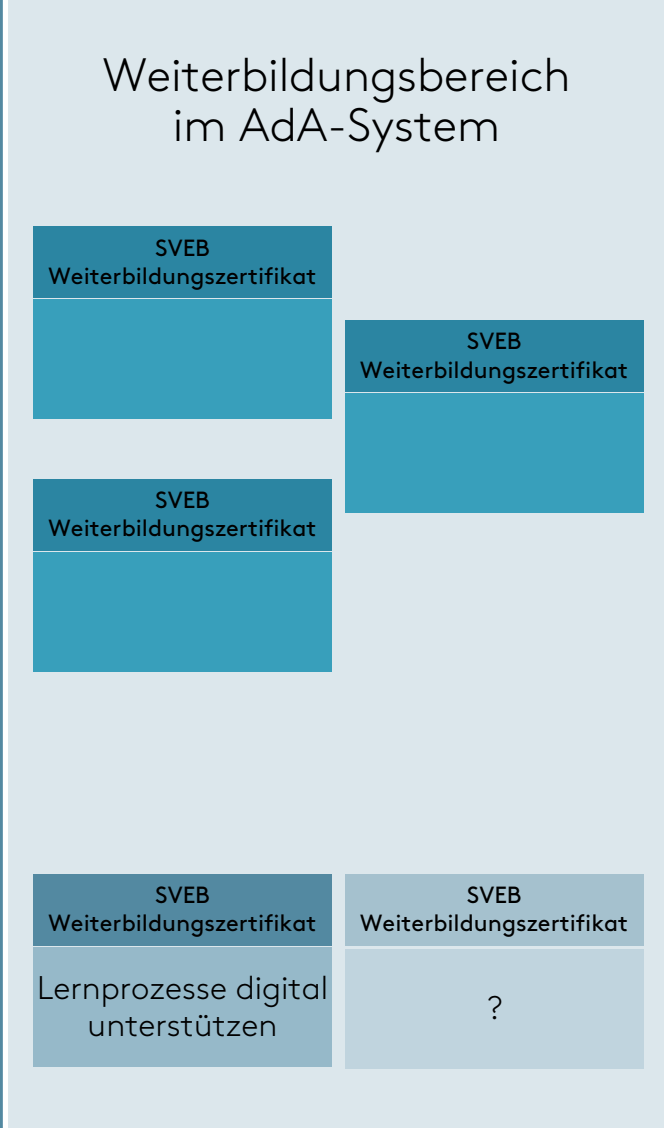 Weiterbildungsbereich
im AdA-System
SVEB
Weiterbildungszertifikat
SVEB
Weiterbildungszertifikat
SVEB
Weiterbildungszertifikat
SVEB
Weiterbildungszertifikat
Lernprozesse digital
unterstützen
SVEB
Weiterbildungszertifikat
?